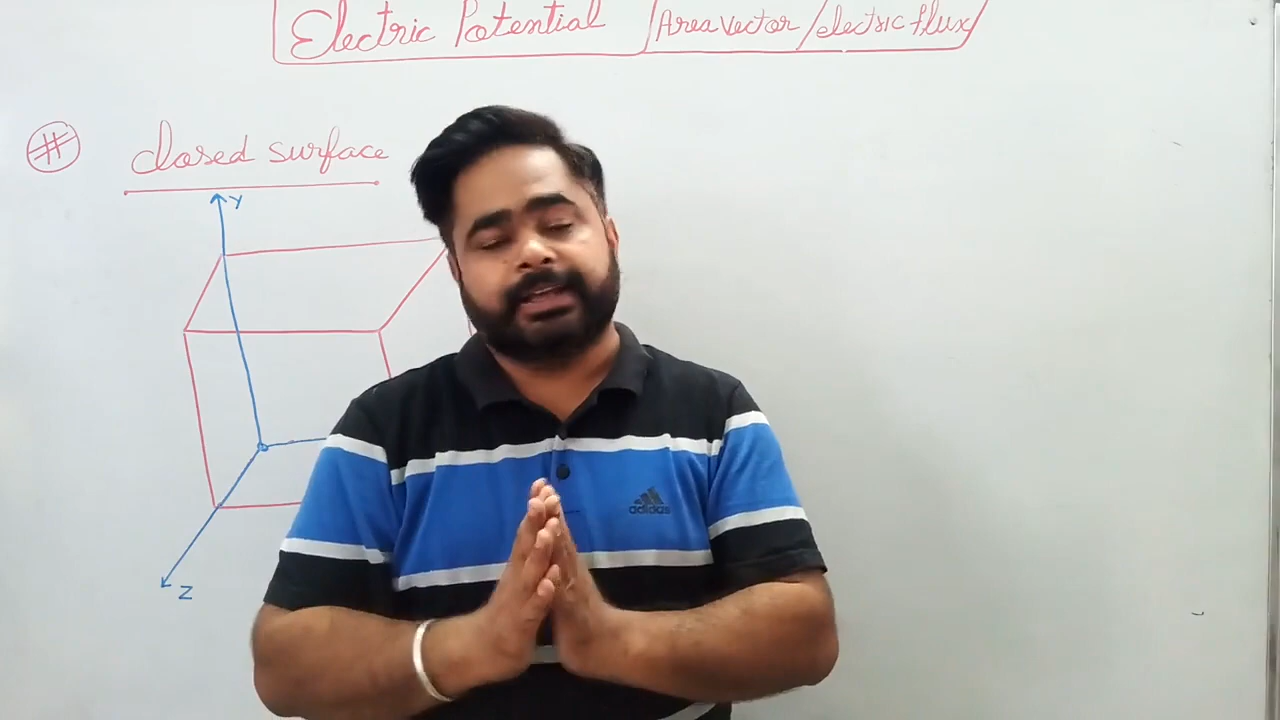 Electric Potential / Area vector / electric flux
# closed surface
Y
Z
adidas